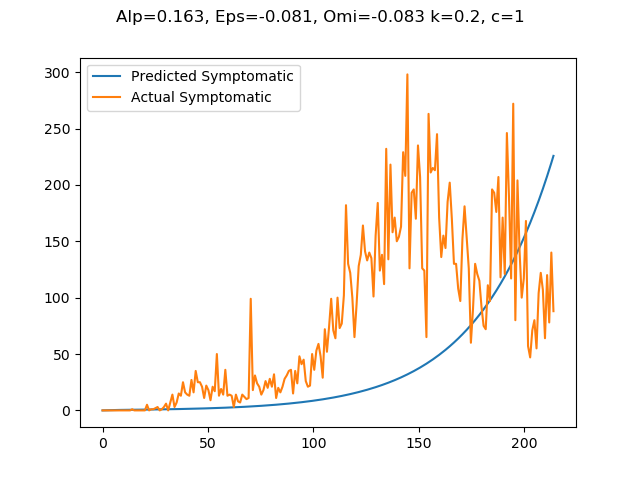 Alp=0.163, Eps=-0.081, Omi=-0.083 k=0.2, c=1
Predicted Symptomatic
Actual Symptomatic
300
250
200
150
100
50
0
0 50 100 150 200